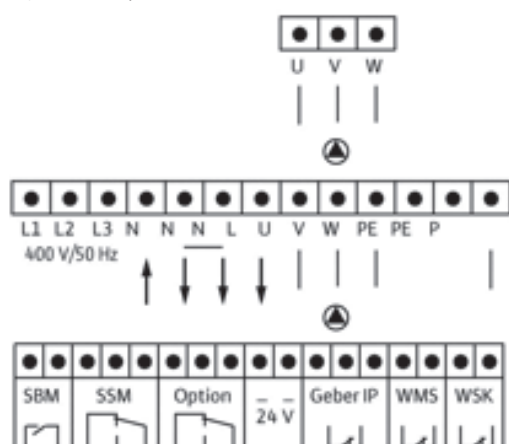 U V W
L1 L2 L3 N N N L U V W PE PE P
400 V/50 Hz
SBM SSM Option 24 V Geber IP WMS WSK